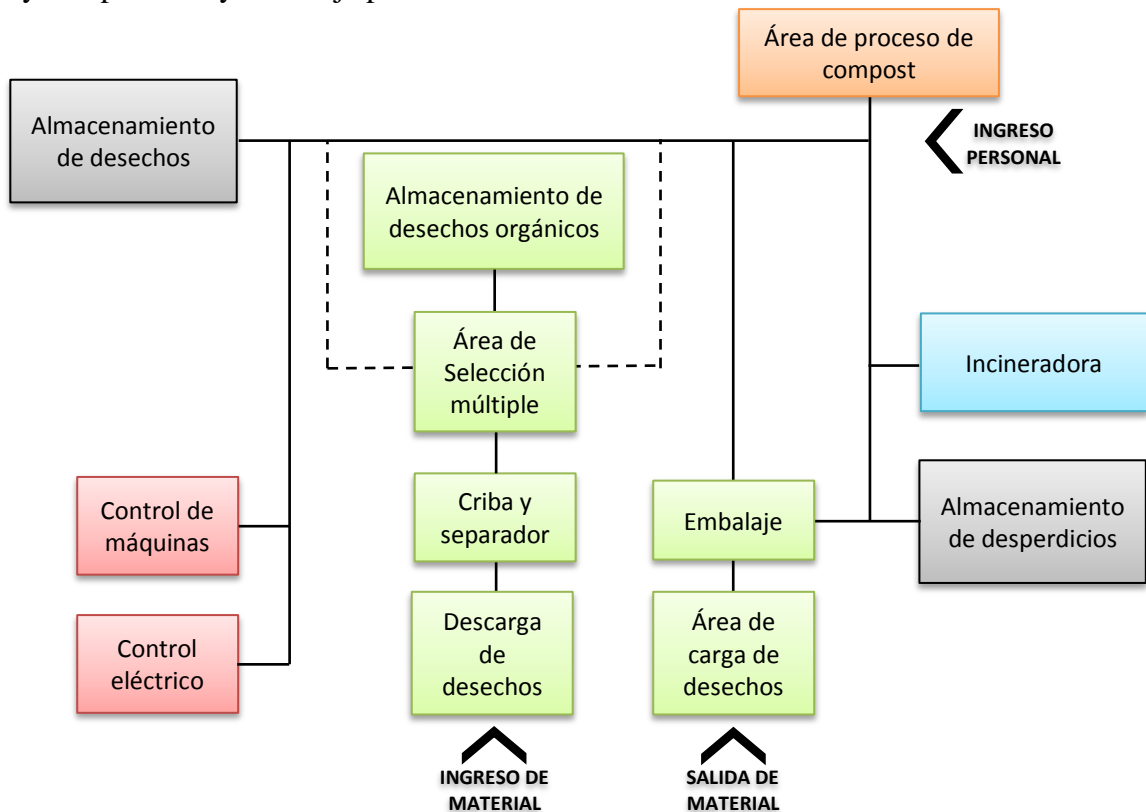 Área de proceso de
compost
Almacenamiento
de desechos
INGRESO
PERSONAL
Almacenamiento de
desechos orgánicos
Área de
Selección
múltiple
Incineradora
Control de
máquinas
Criba y
separador
Embalaje
Almacenamiento
de desperdicios
Control
eléctrico
Descarga
de
desechos
Área de
carga de
desechos
INGRESO DE
MATERIAL
SALIDA DE
MATERIAL